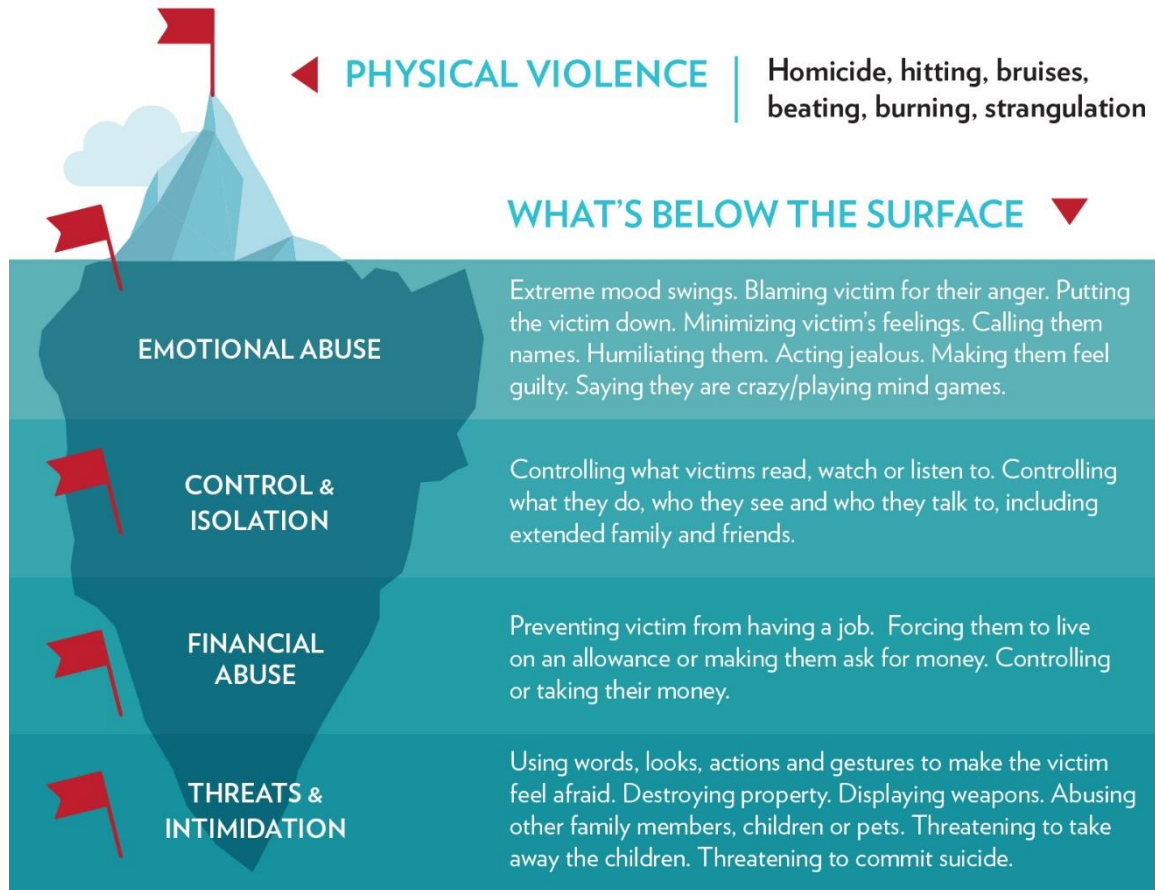 PHYSICAL VIOLENCE
Homicide, hitting, bruises,
beating, burning, strangulation
WHAT'S BELOW THE SURFACE
EMOTIONAL ABUSE
Extreme mood swings. Blaming victim for their anger. Putting
the victim down. Minimizing victim's feelings. Calling them
names. Humiliating them. Acting jealous. Making them feel
guilty. Saying they are crazy/playing mind games.
CONTROL &
ISOLATION
Controlling what victims read, watch or listen to. Controlling
what they do, who they see and who they talk to, including
extended family and friends.
FINANCIAL
ABUSE
Preventing victim from having a job. Forcing them to live
on an allowance or making them ask for money. Controlling
or taking their money.
THREATS &
INTIMIDATION
Using words, looks, actions and gestures to make the victim
feel afraid. Destroying property. Displaying weapons. Abusing
other family members, children or pets. Threatening to take
away the children. Threatening to commit suicide.